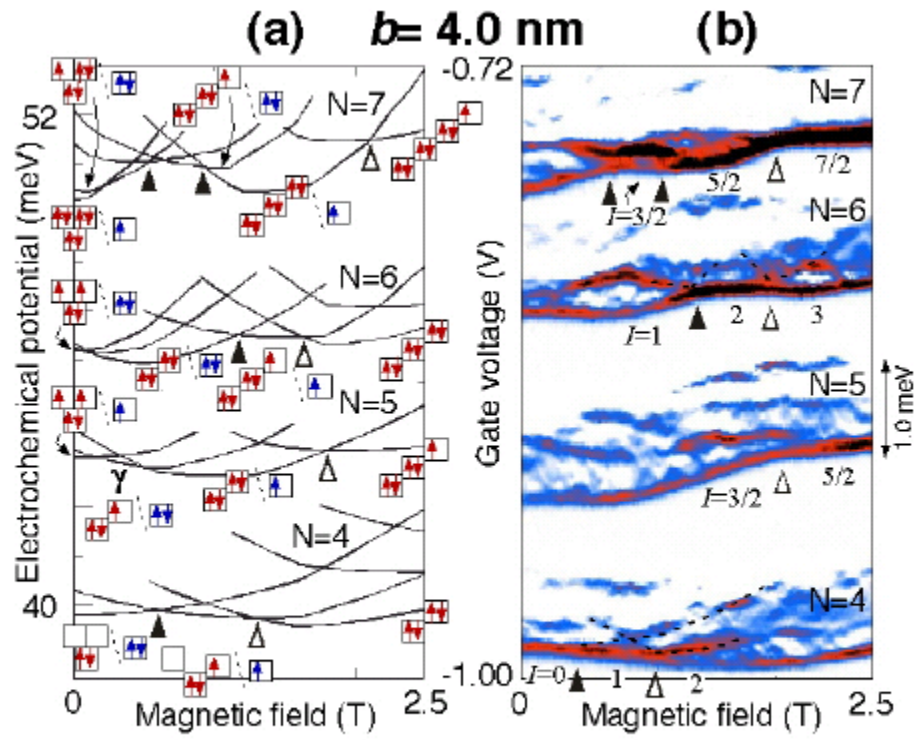 (a) b= 4.0 nm (b)
Electrochemical potential (meV)
52
40
N=7
N=6
N=5
γ
N=4
0
2.5
Magnetic field (T)
Gate voltage (V)
-0.72
-1.00
N=7
5/2
7/2
I=3/2
N=6
I=1
2
3
N=5
1.0 meV
I=3/2
5/2
N=4
I=0
1
2
0
2.5
Magnetic field (T)